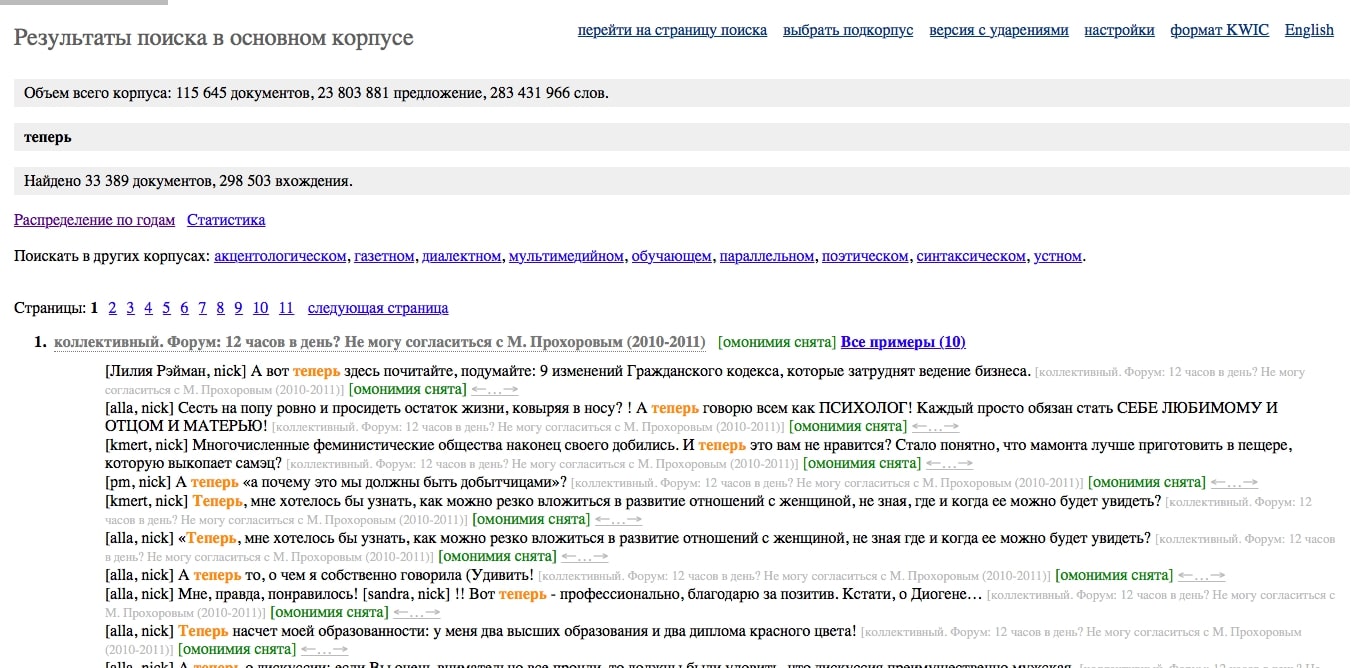 Результаты поиска в основном корпусе
перейти на страницу поиска выбрать подкорпус версия с ударениями настройки формат KWIC English
Объем всего корпуса: 115 645 документов, 23 803 881 предложение, 283 431 966 слов.
теперь
Найдено 33 389 документов, 298 503 вхождения.
Распределение по годам Статистика
Поискать в других корпусах: акцентологическом, газетном, диалектном, мультимедийном, обучающем, параллельном, поэтическом, синтаксическом, устном.
Страницы: 1 2 3 4 5 6 7 8 9 10 11 следующая страница
1. коллективный. Форум: 12 часов в день? Не могу согласиться с М. Прохоровым (2010-2011) [омонимия снята] Все примеры (10)
[Лилия Рэйман, nick] А вот теперь здесь почитайте, подумайте: 9 изменений Гражданского кодекса, которые затруднят ведение бизнеса. [коллективный. Форум: 12 часов в день? Не могу
согласиться с М. Прохоровым (2010-2011)] [омонимия снята] ←…→
[alla, nick] Сесть на попу ровно и просидеть остаток жизни, ковыряя в носу? ! А теперь говорю всем как ПСИХОЛОГ! Каждый просто обязан стать СЕБЕ ЛЮБИМОМУ И
ОТЦОМ И МАТЕРЬЮ! [коллективный. Форум: 12 часов в день? Не могу согласиться с М. Прохоровым (2010-2011)] [омонимия снята] ←…→
[kmert, nick] Многочисленные феминистические общества наконец своего добились. И теперь это вам не нравится? Стало понятно, что мамонта лучше приготовить в пещере,
которую выкопает самэц? [коллективный. Форум: 12 часов в день? Не могу согласиться с М. Прохоровым (2010-2011)] [омонимия снята] ←…→
[pm, nick] А теперь «а почему это мы должны быть добытчицами»? [коллективный. Форум: 12 часов в день? Не могу согласиться с М. Прохоровым (2010-2011)] [омонимия снята] ←…→
[kmert, nick] Теперь, мне хотелось бы узнать, как можно резко вложиться в развитие отношений с женщиной, не зная, где и когда ее можно будет увидеть? [коллективный. Форум: 12
часов в день? Не могу согласиться с М. Прохоровым (2010-2011)] [омонимия снята] ←…→
[alla, nick] «Теперь, мне хотелось бы узнать, как можно резко вложиться в развитие отношений с женщиной, не зная где и когда ее можно будет увидеть? [коллективный. Форум: 12 часов
в день? Не могу согласиться с М. Прохоровым (2010-2011)] [омонимия снята] ←…→
[alla, nick] А теперь то, о чем я собственно говорила (Удивить! [коллективный. Форум: 12 часов в день? Не могу согласиться с М. Прохоровым (2010-2011)] [омонимия снята] ←…→
[alla, nick] Мне, правда, понравилось! [sandra, nick] !! Вот теперь - профессионально, благодарю за позитив. Кстати, о Диогене… [коллективный. Форум: 12 часов в день? Не могу согласиться с
М. Прохоровым (2010-2011)] [омонимия снята] ←…→
[alla, nick] Теперь насчет моей образованности: у меня два высших образования и два диплома красного цвета! [коллективный. Форум: 12 часов в день? Не могу согласиться с М. Прохоровым
(2010-2011)] [омонимия снята] ←…→
[alla, nick] А теперь о дискуссии: если Вы очень внимательно все прошли, то должны были уловить, что дискуссия преимущественно мужская.